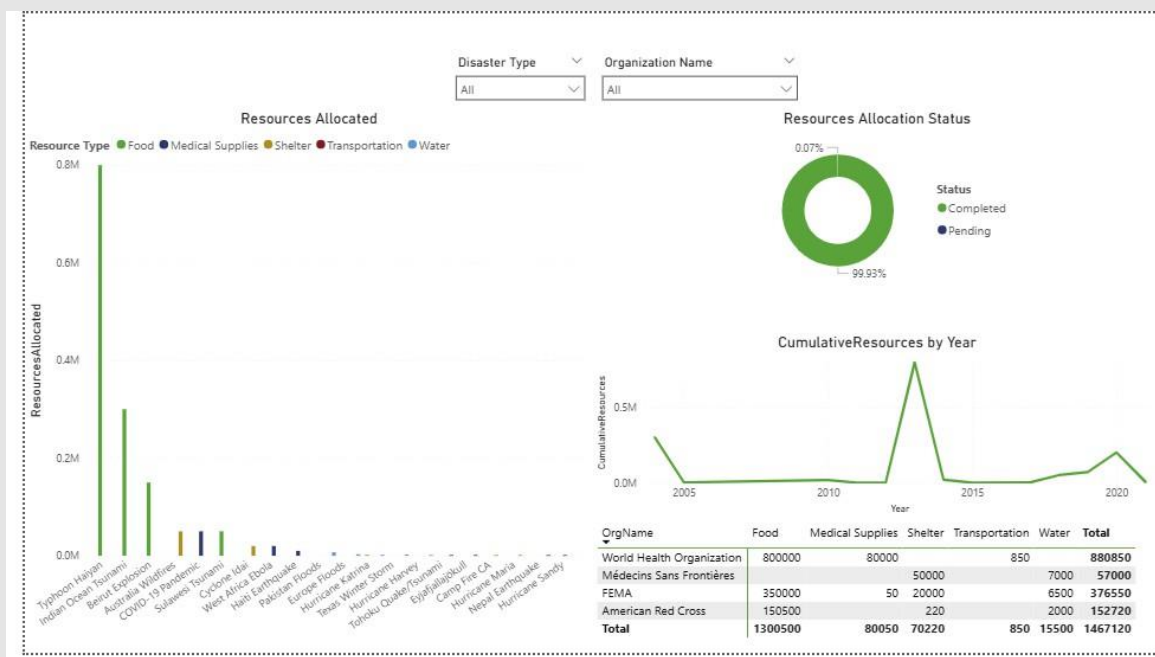 Disaster Type
Organization Name
All
All
Resources Allocated
Resource Type Food Medical Supplies Shelter Transportation Water
0.8M
0.6M
0.4M
0.2M
0.0M
ResourcesAllocated
Typhoon Haiyan
Indian Ocean Tsunami
Beirut Explosion
Australia Wildfires
COVID-19 Pandemic
Sulawesi Tsunami
Cyclone Idai
West Africa Ebola
Haiti Earthquake
Pakistan Floods
Europe Floods
Hurricane Katrina
Texas Winter Storm
Hurricane Harvey
Tohoku Quake/Tsunami
Eyjafjallajökull
Camp Fire CA
Hurricane Maria
Nepal Earthquake
Hurricane Sandy
Resources Allocation Status
0.07%
99.93%
Status
Completed
Pending
CumulativeResources by Year
CumulativeResources
0.5M
0.0M
2005 2010 2015 2020
Year
OrgName Food Medical Supplies Shelter Transportation Water Total
World Health Organization 800000 80000 850 880850
Médecins Sans Frontières 50000 7000 57000
FEMA 350000 50 20000 6500 376550
American Red Cross 150500 220 2000 152720
Total 1300500 80050 70220 850 15500 1467120